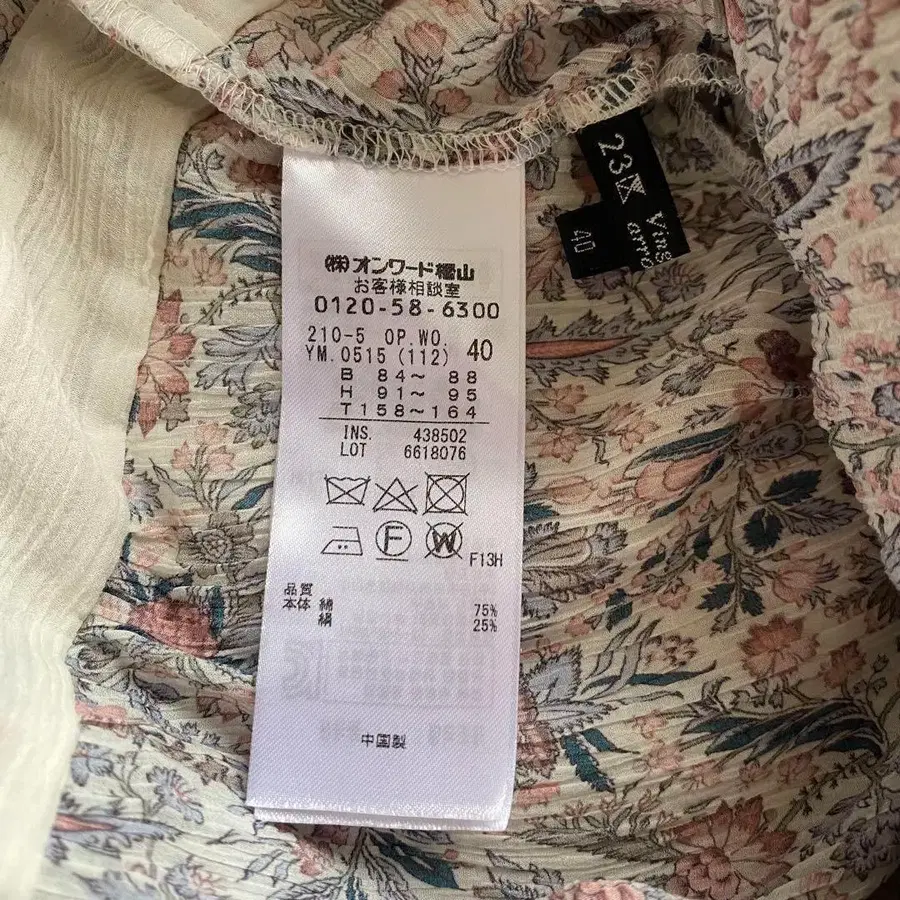 (株)オンワード樫山
お客様相談室
0120-58-6300
210-5 OP.WO. 40
YM.0515 (112)
B 84～ 88
H 91～ 95
T 158～164
INS. 438502
LOT 6618076
F
W
F13H
品質
本体 綿 75%
絹 25%
中国製
23区
40